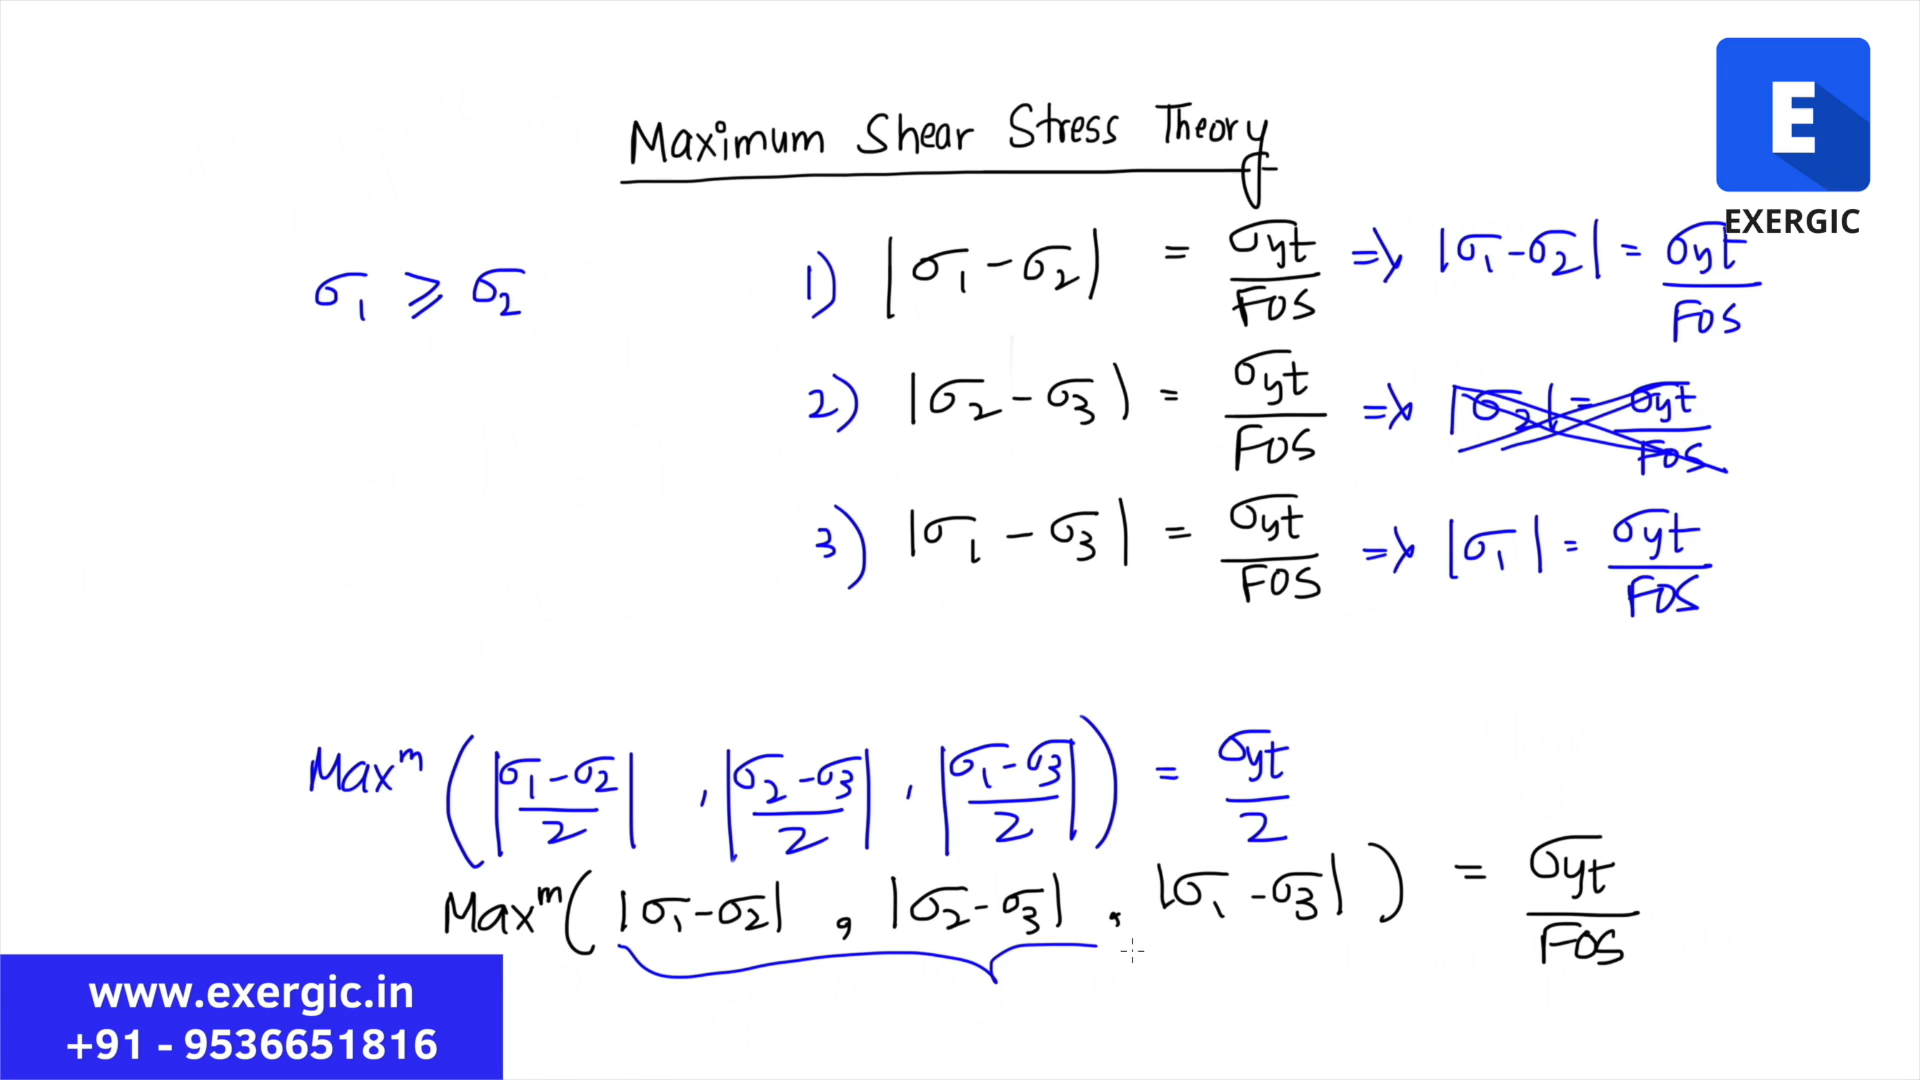 E
EXERGIC
Maximum Shear Stress Theory
σ1 ⩾ σ2
1) |σ1 - σ2| = σyt/FOS => |σ1 - σ2| = σyt/FOS
2) |σ2 - σ3| = σyt/FOS => |σ2| = σyt/FOS
3) |σ1 - σ3| = σyt/FOS => |σ1| = σyt/FOS
Maxᵐ (|σ1 - σ2/2| , |σ2 - σ3/2| , |σ1 - σ3/2|) = σyt/2
Maxᵐ (|σ1 - σ2| , |σ2 - σ3| , |σ1 - σ3|) = σyt/FOS
www.exergic.in
+91 - 9536651816